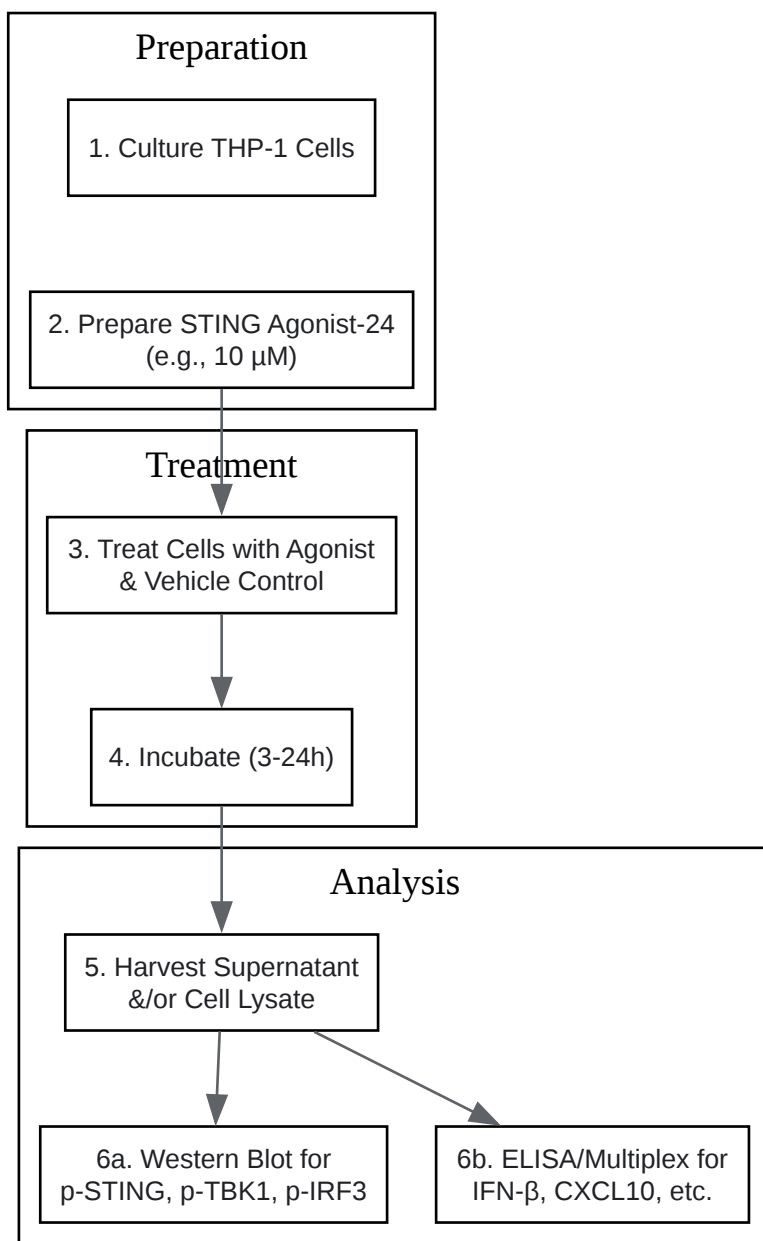 Preparation
1. Culture THP-1 Cells
2. Prepare STING Agonist-24
(e.g., 10 µM)
Treatment
3. Treat Cells with Agonist
& Vehicle Control
4. Incubate (3-24h)
Analysis
5. Harvest Supernatant
&/or Cell Lysate
6a. Western Blot for
p-STING, p-TBK1, p-IRF3
6b. ELISA/Multiplex for
IFN-β, CXCL10, etc.